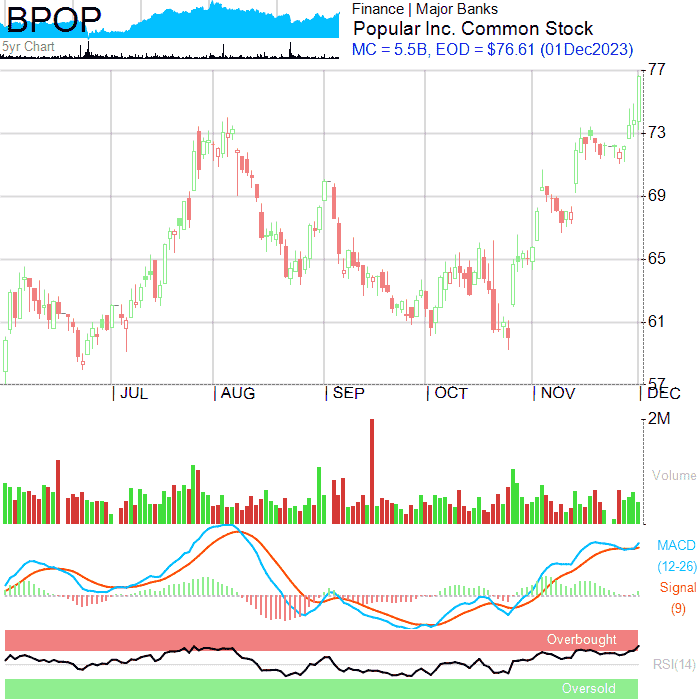 BPOP
5yr Chart
Finance | Major Banks
Popular Inc. Common Stock
MC = 5.5B, EOD = $76.61 (01Dec2023)
77
73
69
65
61
57
| JUL | AUG | SEP | OCT | NOV | DEC
2M
Volume
MACD
(12-26)
Signal
(9)
Overbought
RSI(14)
Oversold